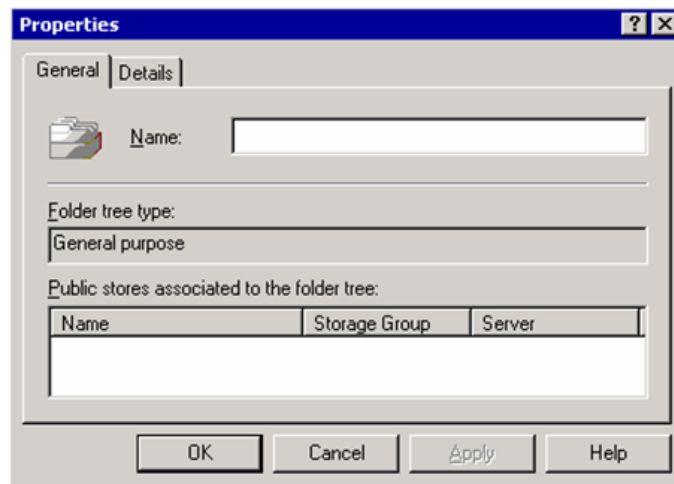 Properties
General Details
Name:
Folder tree type:
General purpose
Public stores associated to the folder tree:
Name Storage Group Server
OK Cancel Apply Help